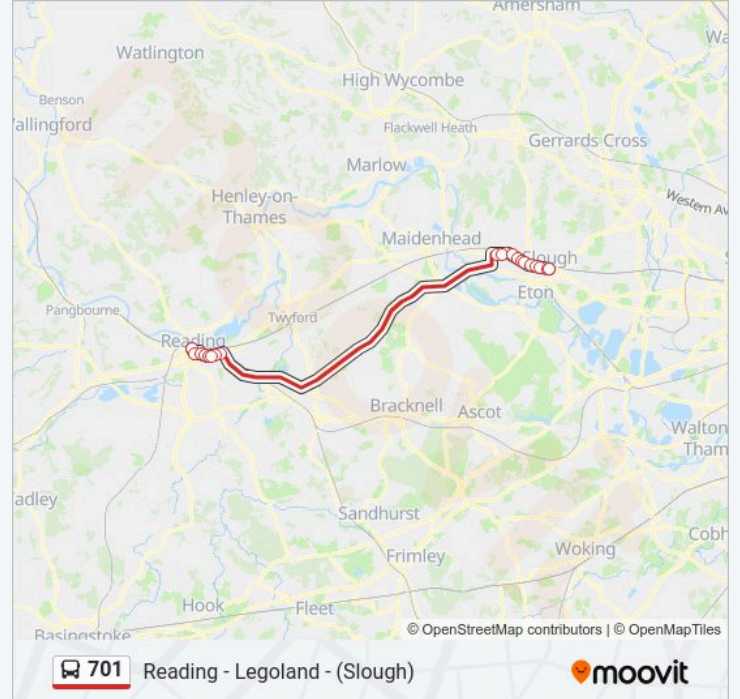 Amersham
Watlington
Wa
High Wycombe
Benson
Wallingford
Flackwell Heath
Gerrards Cross
Marlow
Henley-on-
Thames
Western Av
Maidenhead
Slough
Eton
Pangbourne
Twyford
Reading
Bracknell
Ascot
Walton
Tham
adley
Sandhurst
Cobh
Frimley
Woking
Hook
Fleet
Basingstoke
© OpenStreetMap contributors | © OpenMapTiles
701 Reading - Legoland - (Slough)
moovit